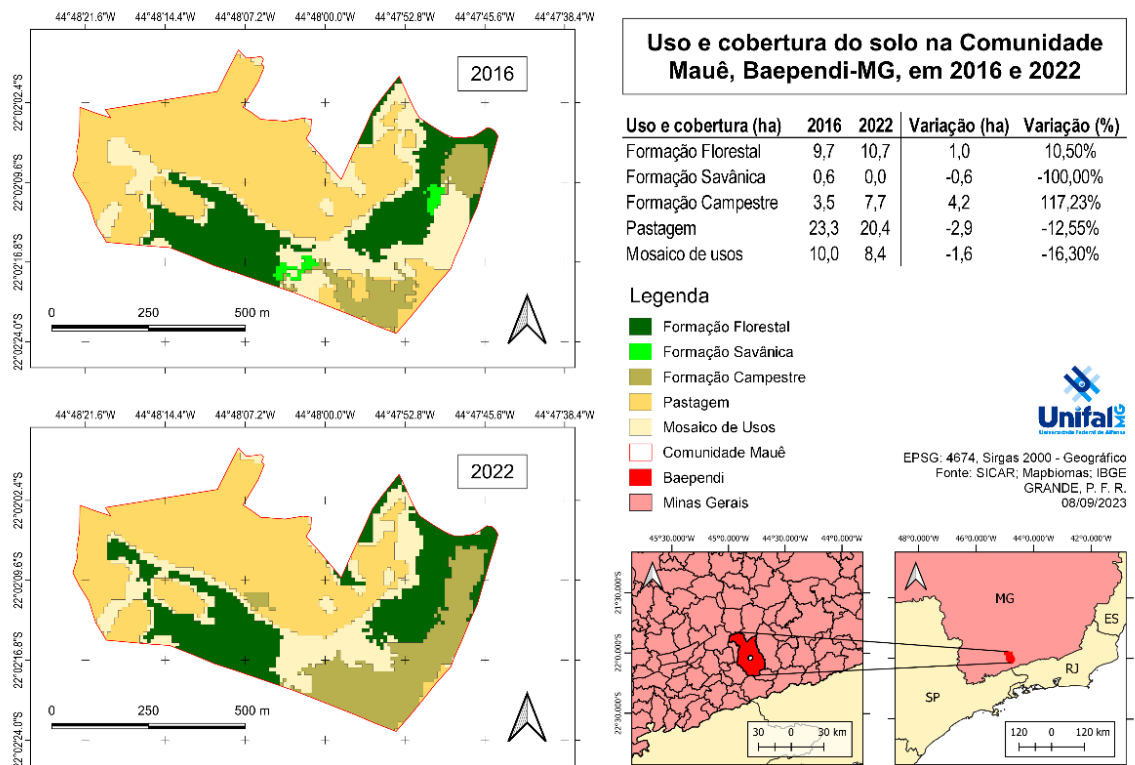 44°48'21.6"W 44°48'14.4"W 44°48'07.2"W 44°48'00.0"W 44°47'52.8"W 44°47'45.6"W 44°47'38.4"W
2016
22°02'02.4"S
22°02'09.6"S
22°02'16.8"S
22°02'24.0"S
0 250 500 m
44°48'21.6"W 44°48'14.4"W 44°48'07.2"W 44°48'00.0"W 44°47'52.8"W 44°47'45.6"W 44°47'38.4"W
2022
22°02'02.4"S
22°0220.6"S
22°0216.8"S
22°02'24.0"S
0 250 500 m
Uso e cobertura do solo na Comunidade
Mauê, Baependi-MG, em 2016 e 2022
Uso e cobertura (ha) 2016 2022 Variação (ha) Variação (%)
Formação Florestal 9,7 10,7 1,0 10,50%
Formação Savânica 0,6 0,0 -0,6 -100,00%
Formação Campestre 3,5 7,7 4,2 117,23%
Pastagem 23,3 20,4 -2,9 -12,55%
Mosaico de usos 10,0 8,4 -1,6 -16,30%
Legenda
Formação Florestal
Formação Savânica
Formação Campestre
Pastagem
Mosaico de Usos
Comunidade Mauê
Baependi
Minas Gerais
Unifal MG
Universidade Federal de Alfenas
EPSG: 4674, Sirgas 2000 - Geográfico
Fonte: SICAR; Mapbiomas; IBGE
GRANDE, P. F. R.
08/09/2023
45°30.000'W 45°0.000'W 44°30.000'W 44°0.000'W
21°30.000'S
22°0.000'S
22°30.000'S
30 0 30 km
48°0.000'W 46°0.000'W 44°0.000'W 42°0.000'W
MG
ES
RJ
SP
120 0 120 km